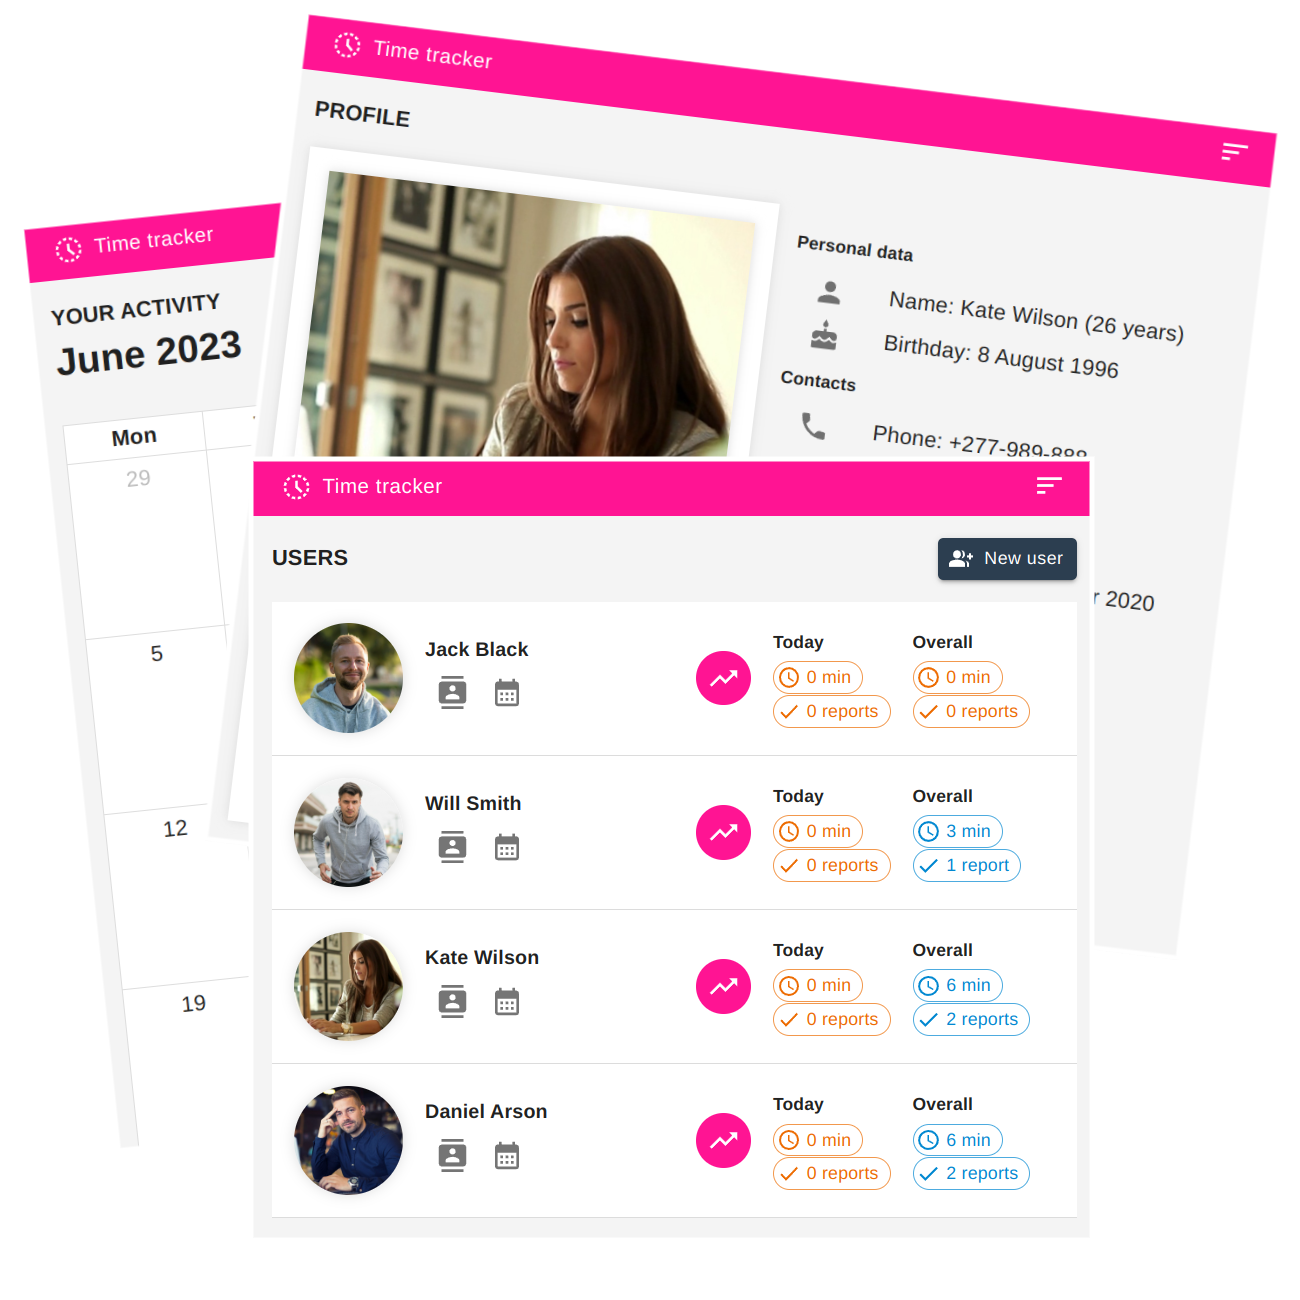 Time tracker
PROFILE
Personal data
Name: Kate Wilson (26 years)
Birthday: 8 August 1996
Contacts
Phone: +277-989-888
2020
Time tracker
YOUR ACTIVITY
June 2023
Mon
29
5
12
19
Time tracker
USERS
New user
Jack Black
Today
Overall
0 min
0 min
0 reports
0 reports
Will Smith
Today
Overall
0 min
3 min
0 reports
1 report
Kate Wilson
Today
Overall
0 min
6 min
0 reports
2 reports
Daniel Arson
Today
Overall
0 min
6 min
0 reports
2 reports